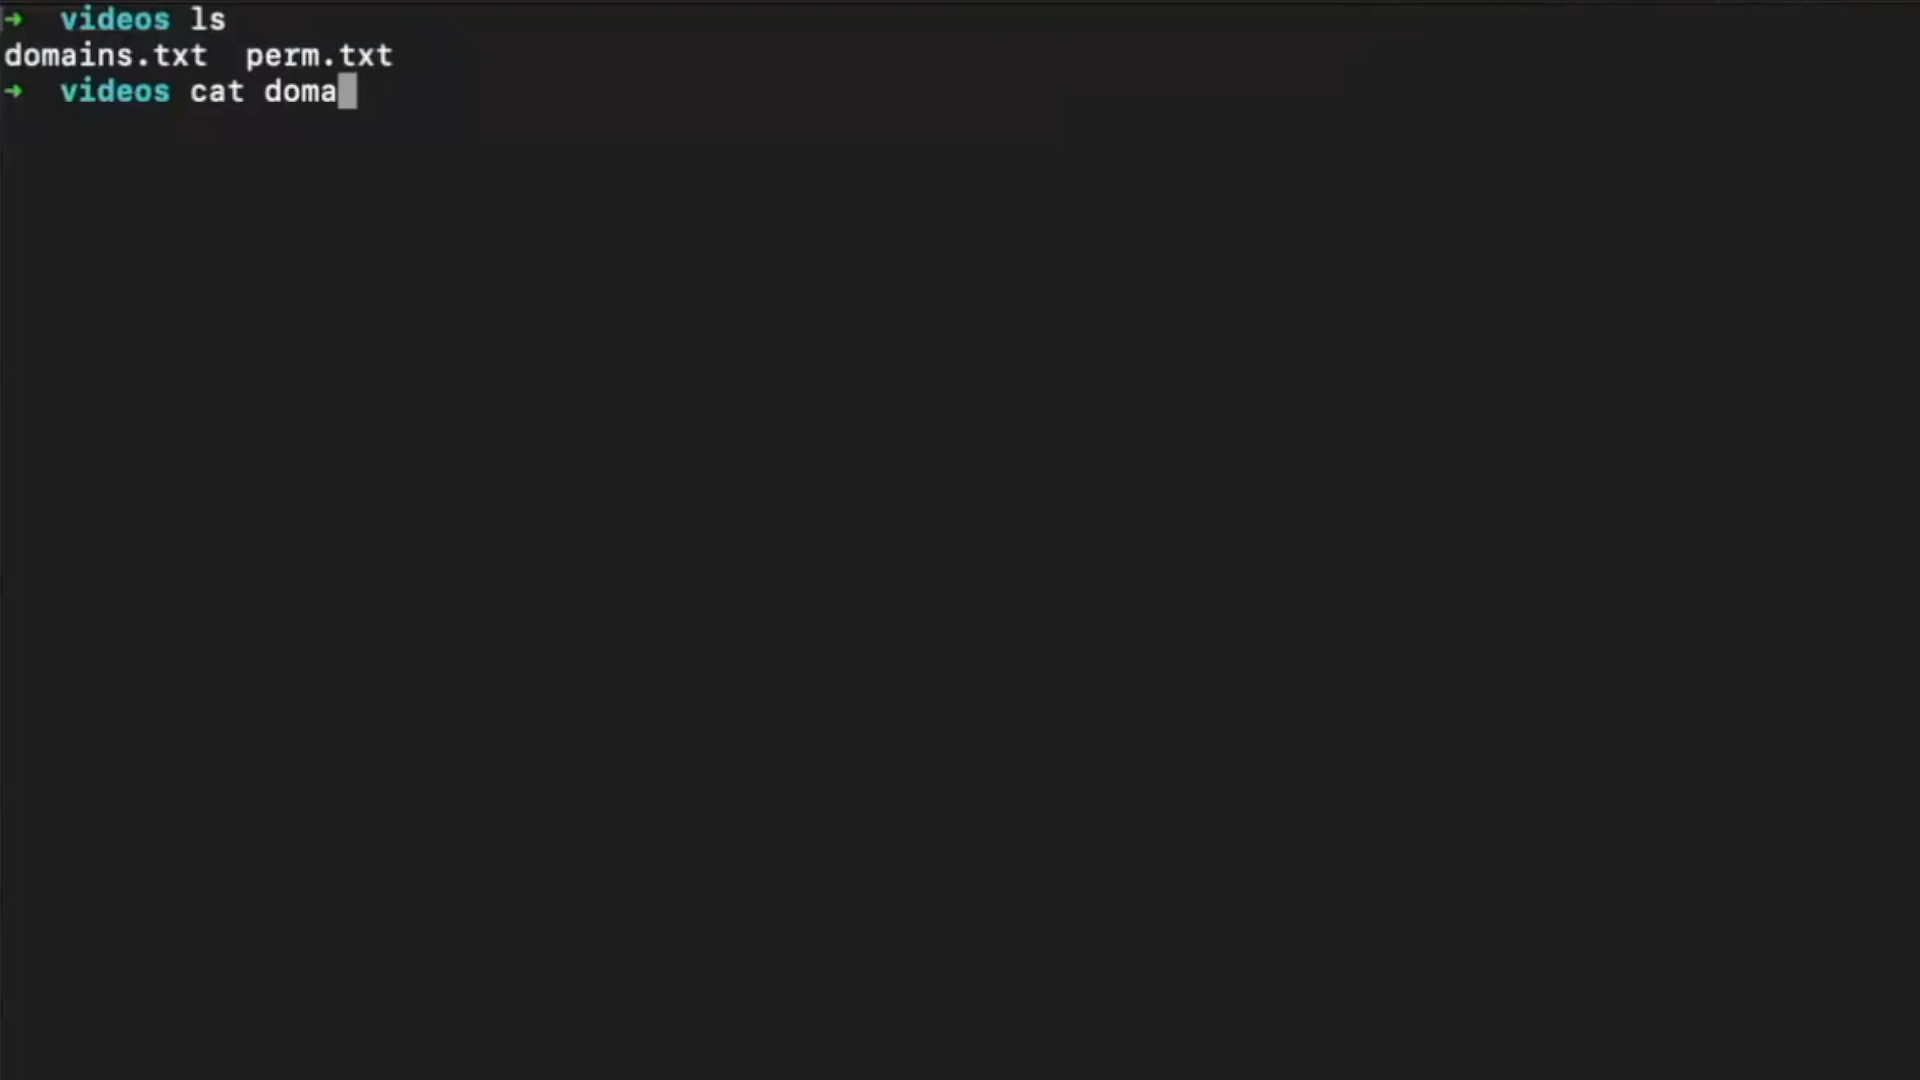 ➜ videos ls
domains.txt perm.txt
➜ videos cat doma